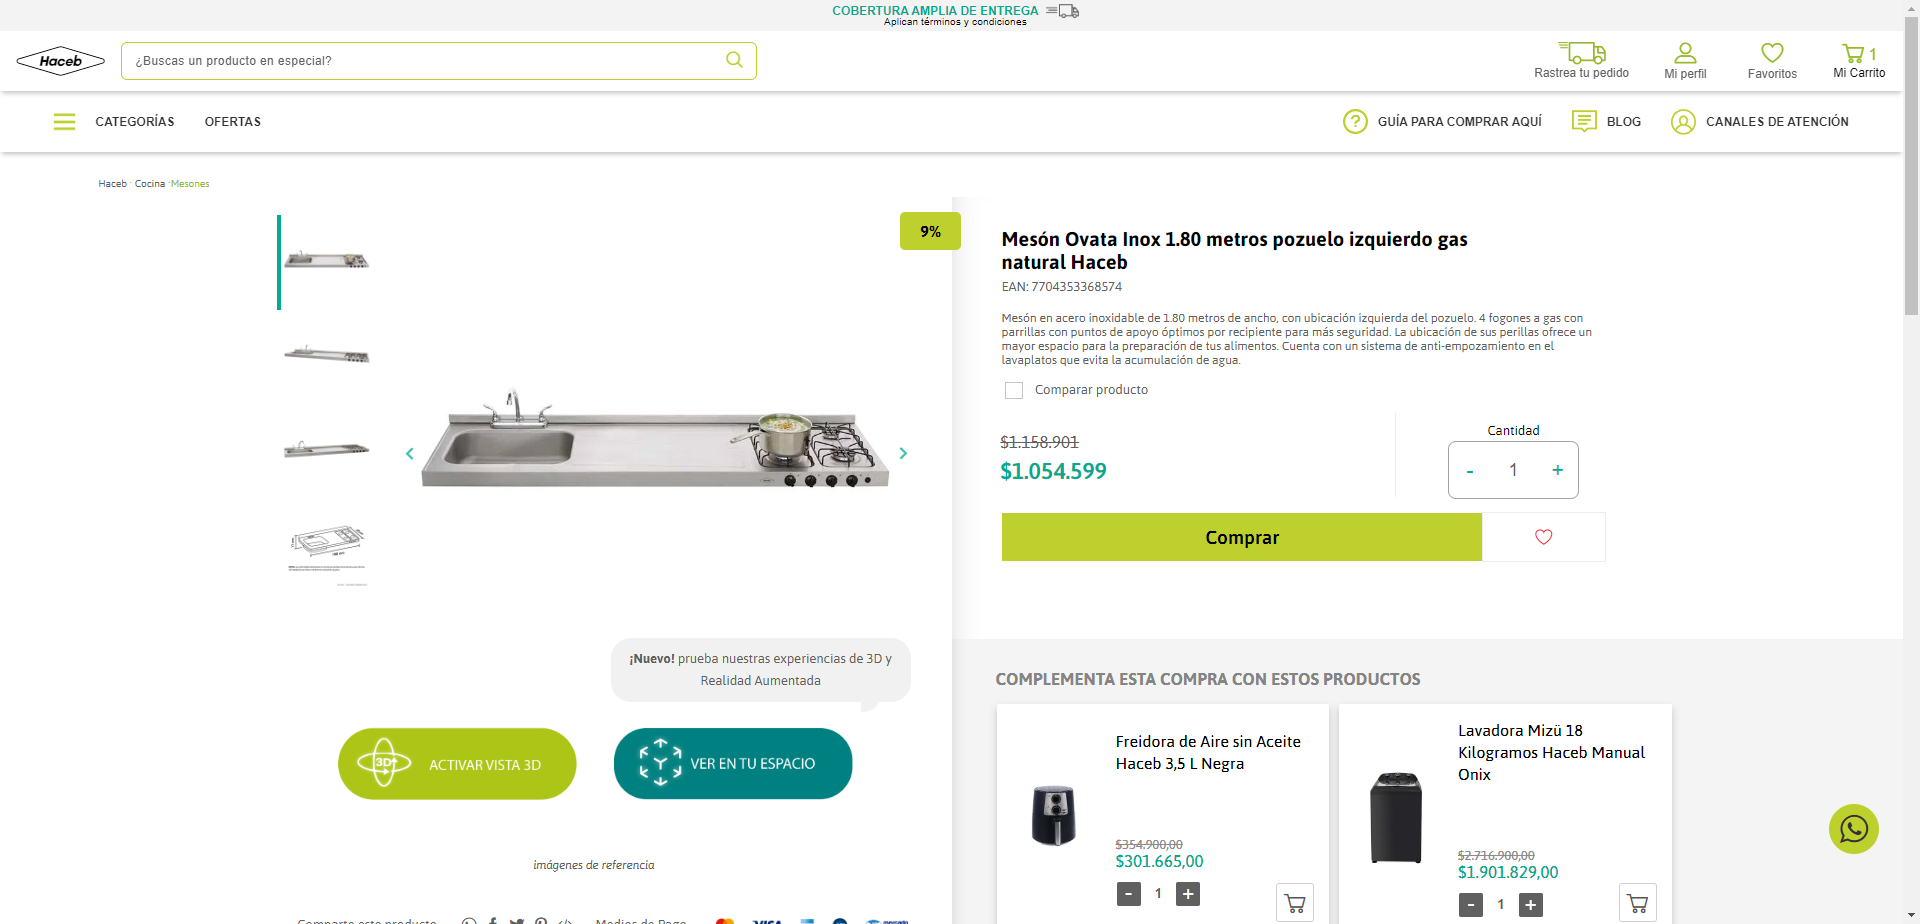 COBERTURA AMPLIA DE ENTREGA
Aplican términos y condiciones
Haceb
¿Buscas un producto en especial?
Rastrea tu pedido
Mi perfil
Favoritos
1
Mi Carrito
CATEGORÍAS
OFERTAS
GUÍA PARA COMPRAR AQUÍ
BLOG
CANALES DE ATENCIÓN
Haceb · Cocina · Mesones
9%
Mesón Ovata Inox 1.80 metros pozuelo izquierdo gas
natural Haceb
EAN: 7704353368574
Mesón en acero inoxidable de 1.80 metros de ancho, con ubicación izquierda del pozuelo. 4 fogones a gas con
parrillas con puntos de apoyo óptimos por recipiente para más seguridad. La ubicación de sus perillas ofrece un
mayor espacio para la preparación de tus alimentos. Cuenta con un sistema de anti-empozamiento en el
lavaplatos que evita la acumulación de agua.
Comparar producto
$1.158.901
$1.054.599
Cantidad
- 1 +
Comprar
¡Nuevo! prueba nuestras experiencias de 3D y
Realidad Aumentada
3D
ACTIVAR VISTA 3D
VER EN TU ESPACIO
imágenes de referencia
Comparte este producto
Medios de Pago
VISA
COMPLEMENTA ESTA COMPRA CON ESTOS PRODUCTOS
Freidora de Aire sin Aceite
Haceb 3,5 L Negra
$354.900,00
$301.665,00
- 1 +
Lavadora Mizü 18
Kilogramos Haceb Manual
Onix
$2.716.900,00
$1.901.829,00
- 1 +